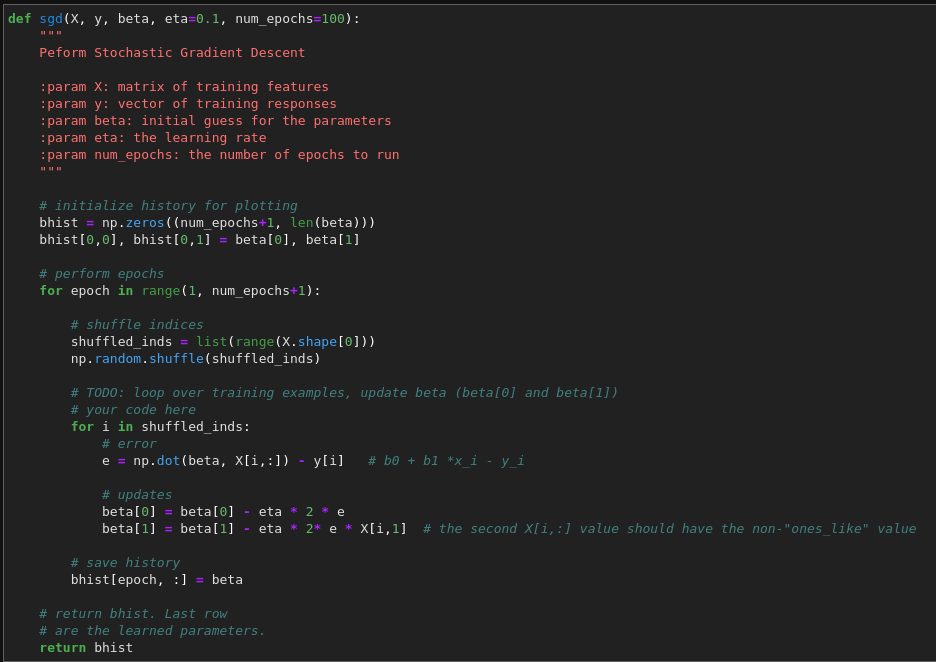 def sgd(X, y, beta, eta=0.1, num_epochs=100):
    """
    Peform Stochastic Gradient Descent

    :param X: matrix of training features
    :param y: vector of training responses
    :param beta: initial guess for the parameters
    :param eta: the learning rate
    :param num_epochs: the number of epochs to run
    """

    # initialize history for plotting
    bhist = np.zeros((num_epochs+1, len(beta)))
    bhist[0,0], bhist[0,1] = beta[0], beta[1]

    # perform epochs
    for epoch in range(1, num_epochs+1):

        # shuffle indices
        shuffled_inds = list(range(X.shape[0]))
        np.random.shuffle(shuffled_inds)

        # TODO: loop over training examples, update beta (beta[0] and beta[1])
        # your code here
        for i in shuffled_inds:
            # error
            e = np.dot(beta, X[i,:]) - y[i]   # b0 + b1 *x_i - y_i

            # updates
            beta[0] = beta[0] - eta * 2 * e
            beta[1] = beta[1] - eta * 2* e * X[i,1]  # the second X[i,:] value should have the non-"ones_like" value

        # save history
        bhist[epoch, :] = beta

    # return bhist. Last row
    # are the learned parameters.
    return bhist